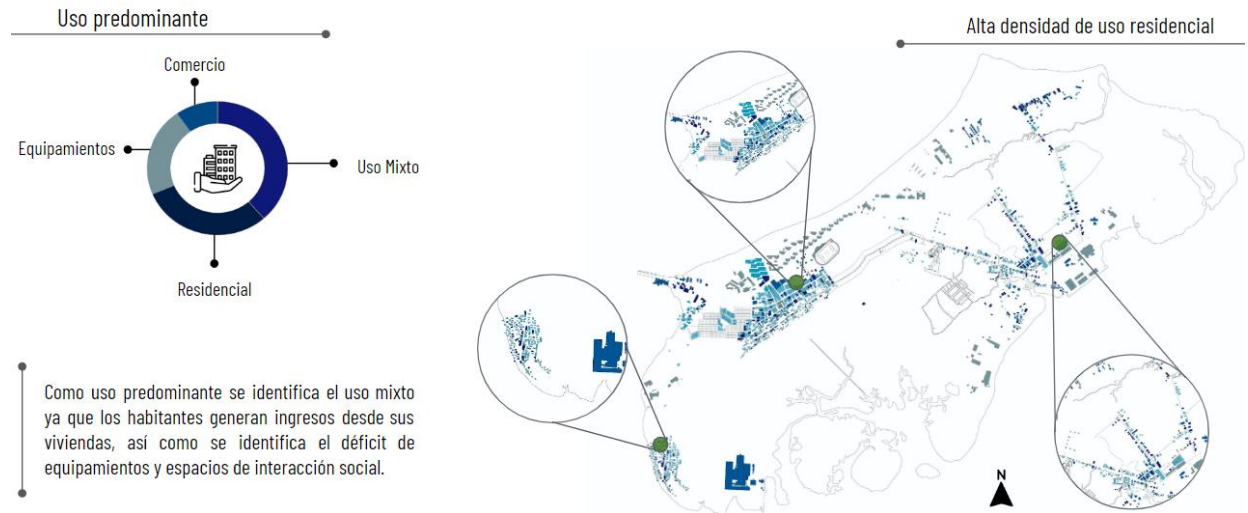 Uso predominante
Comercio
Equipamientos
Uso Mixto
Residencial
Como uso predominante se identifica el uso mixto
ya que los habitantes generan ingresos desde sus
viviendas, así como se identifica el déficit de
equipamientos y espacios de interacción social.
Alta densidad de uso residencial
N